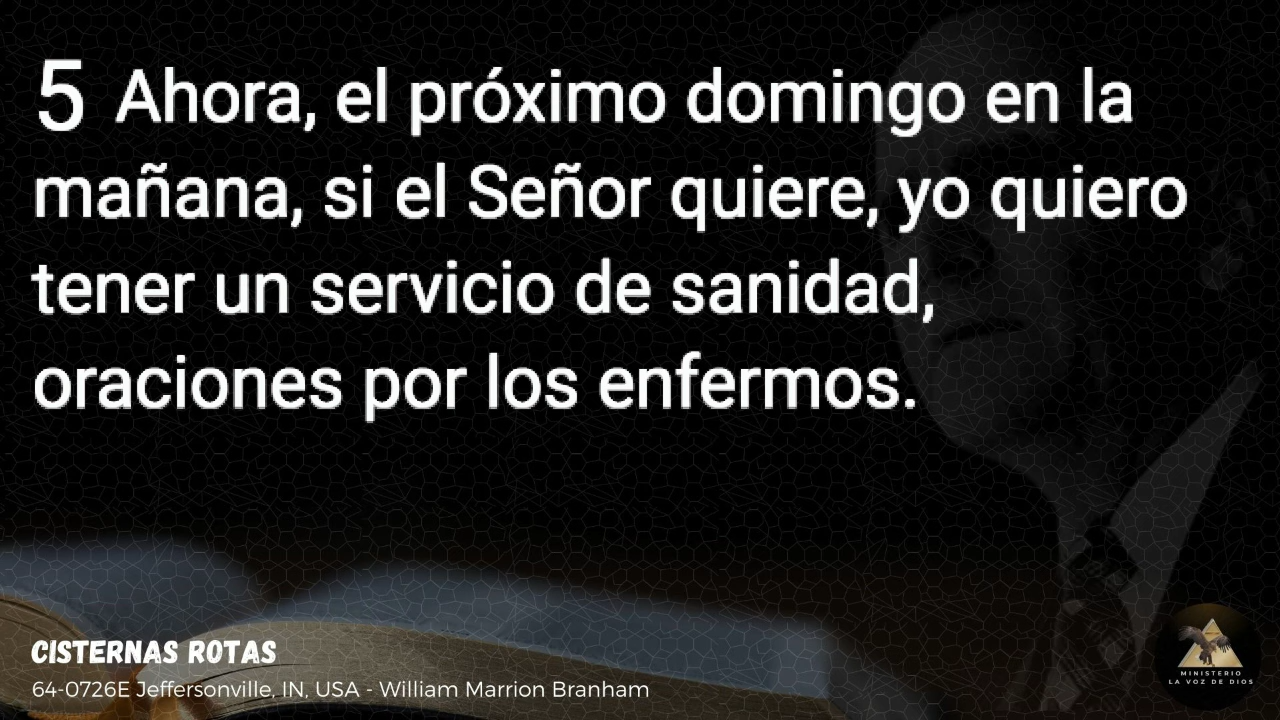 5 Ahora, el próximo domingo en la
mañana, si el Señor quiere, yo quiero
tener un servicio de sanidad,
oraciones por los enfermos.
CISTERNAS ROTAS
64-0726E Jeffersonville, IN, USA - William Marrion Branham
MINISTERIO
LA VOZ DE DIOS